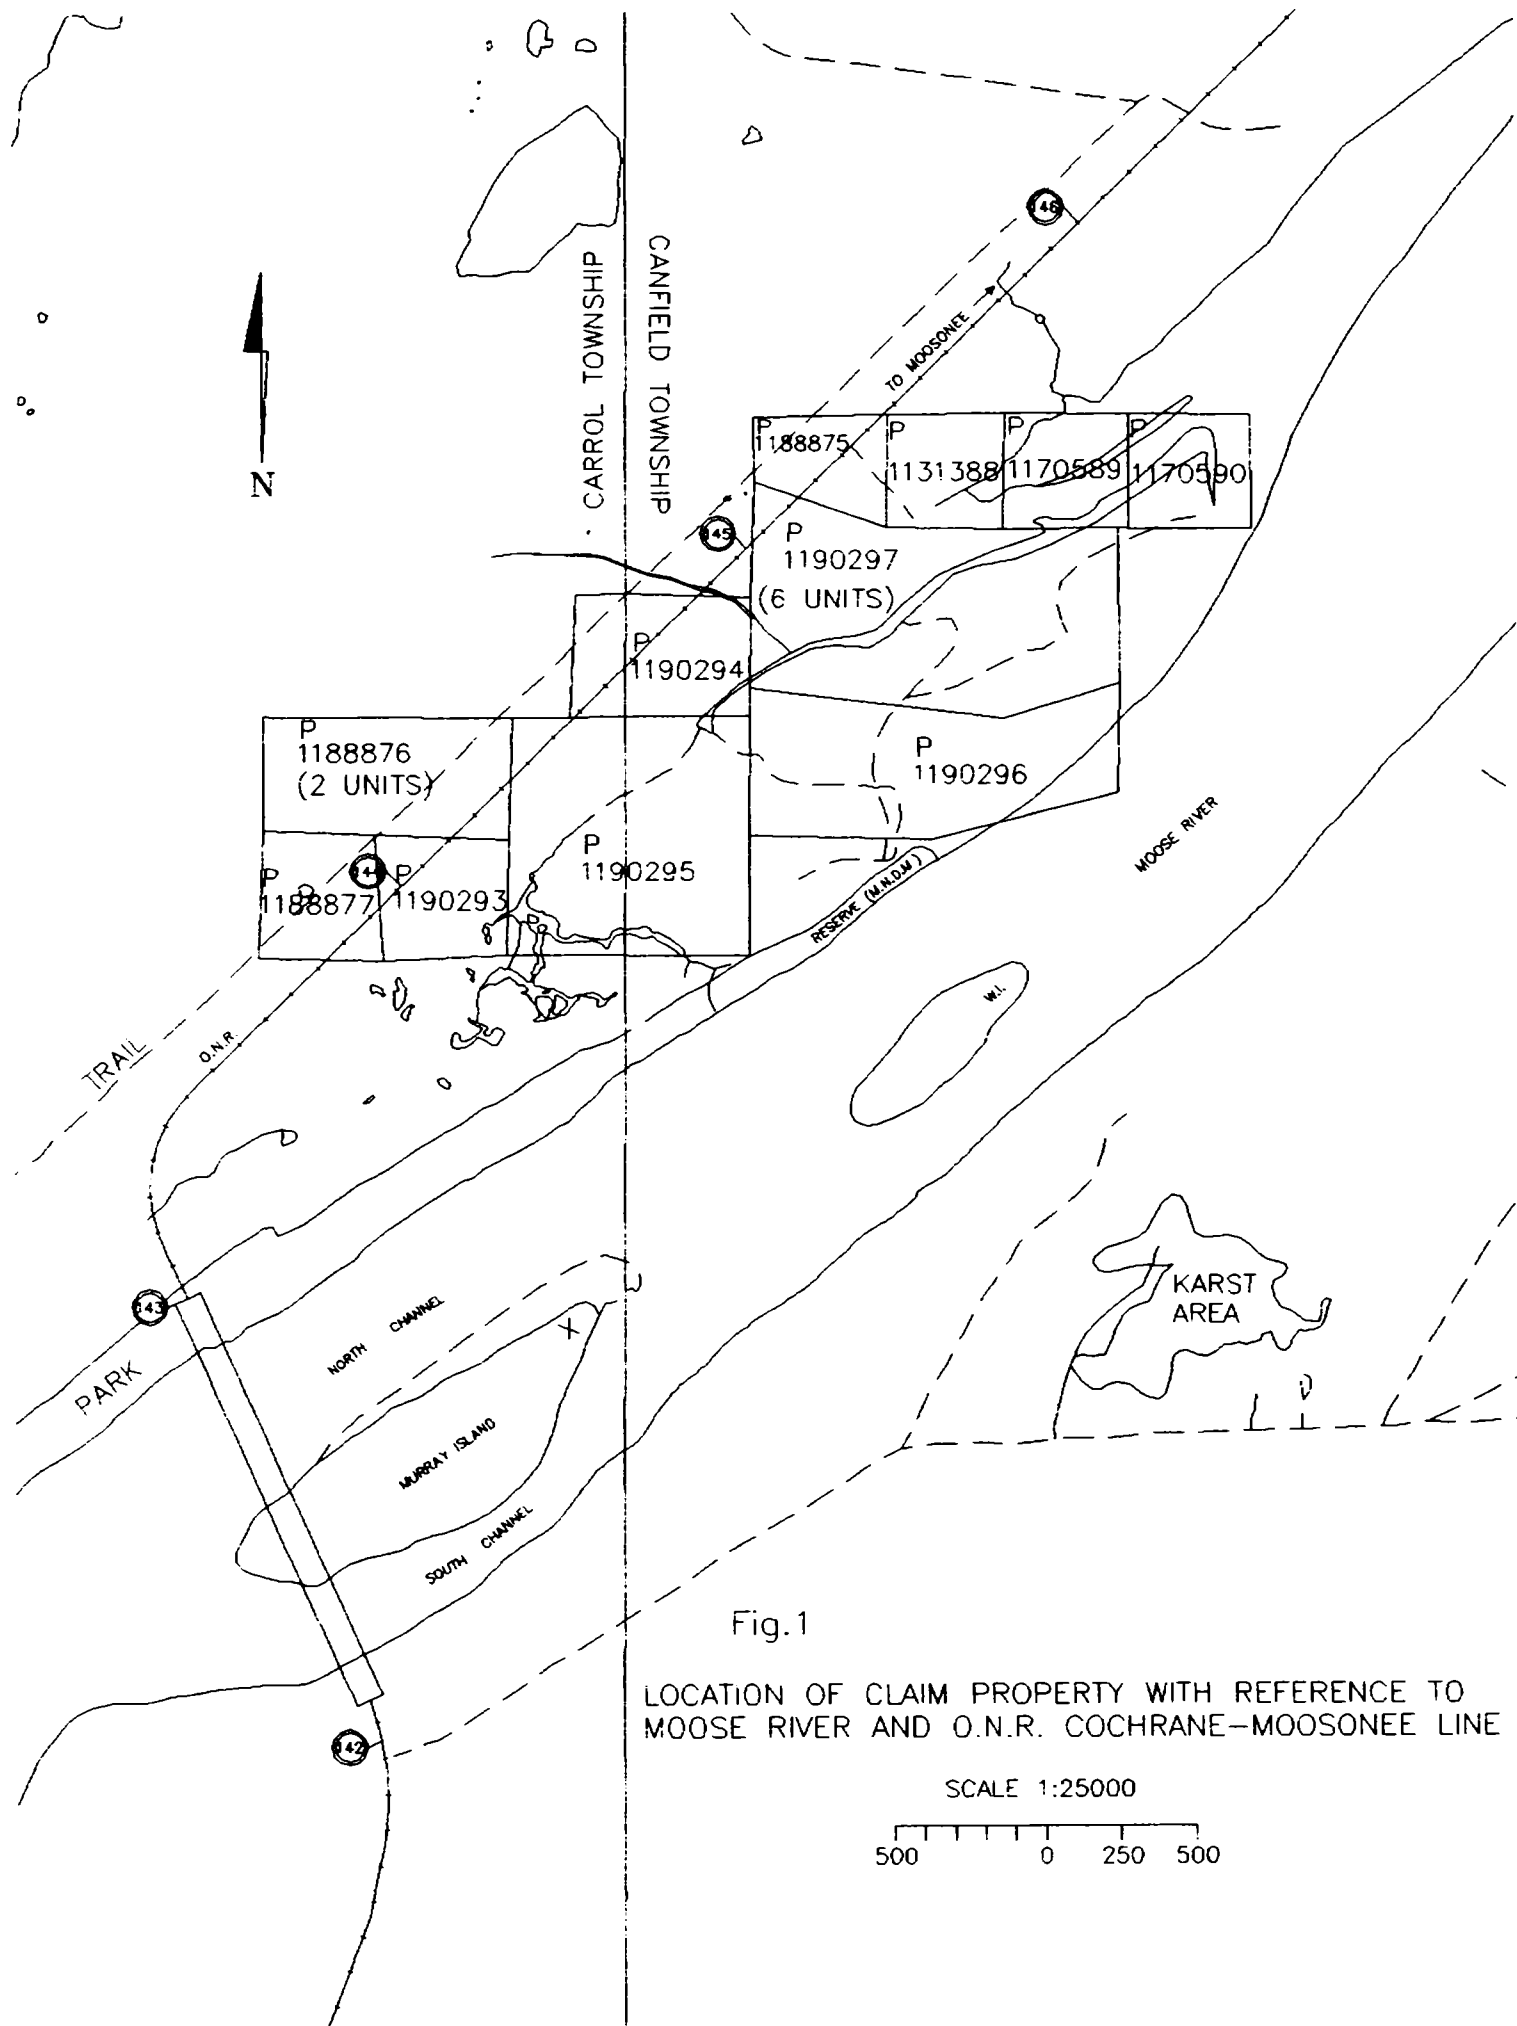 146
CARROL TOWNSHIP
CANFIELD TOWNSHIP
TO MOOSONEE
N
P
1188875
P
1131388
P
1170589
P
1170590
145
P
1190297
(6 UNITS)
P
1190294
P
1188876
(2 UNITS)
P
1190296
144
P
1188877
P
1190293
P
1190295
MOOSE RIVER
RESERVE (M.N.D.M)
W.I.
TRAIL
O.N.R.
KARST
AREA
143
PARK
NORTH CHANNEL
MURRAY ISLAND
SOUTH CHANNEL
142
Fig.1
LOCATION OF CLAIM PROPERTY WITH REFERENCE TO
MOOSE RIVER AND O.N.R. COCHRANE-MOOSONEE LINE
SCALE 1:25000
500 0 250 500